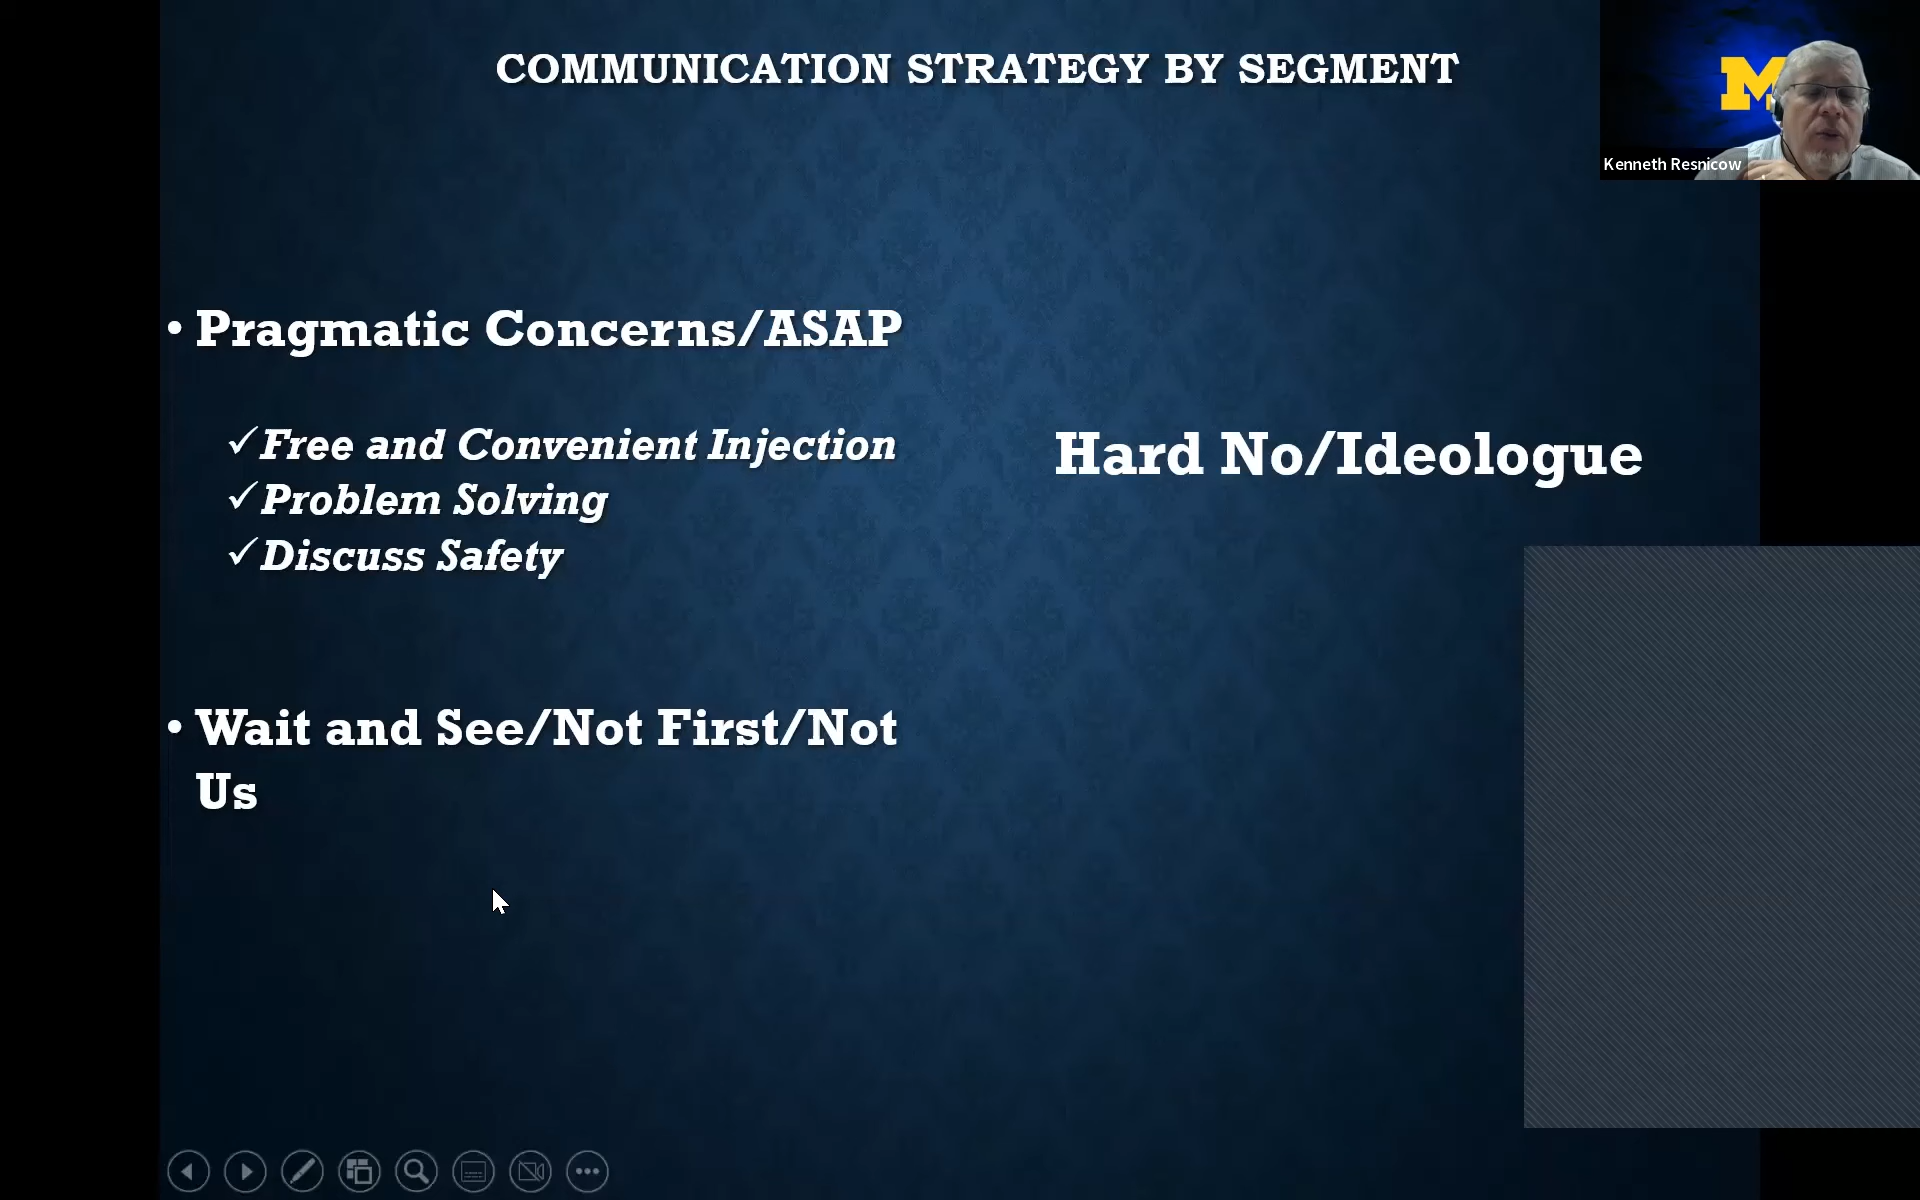 COMMUNICATION STRATEGY BY SEGMENT
M
Kenneth Resnicow
• Pragmatic Concerns/ASAP
✓Free and Convenient Injection
✓Problem Solving
✓Discuss Safety
• Wait and See/Not First/Not
Us
Hard No/Ideologue